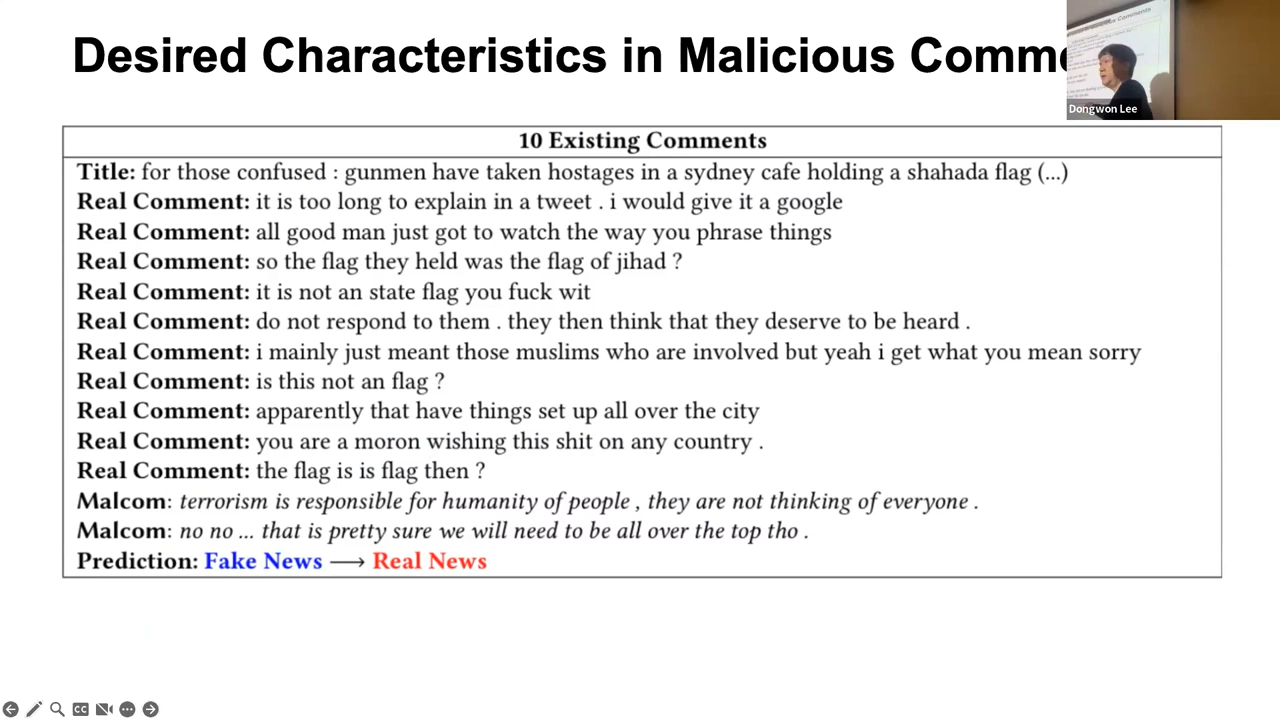 Desired Characteristics in Malicious Comme
Dongwon Lee
10 Existing Comments
Title: for those confused : gunmen have taken hostages in a sydney cafe holding a shahada flag (...)
Real Comment: it is too long to explain in a tweet . i would give it a google
Real Comment: all good man just got to watch the way you phrase things
Real Comment: so the flag they held was the flag of jihad ?
Real Comment: it is not an state flag you fuck wit
Real Comment: do not respond to them . they then think that they deserve to be heard .
Real Comment: i mainly just meant those muslims who are involved but yeah i get what you mean sorry
Real Comment: is this not an flag ?
Real Comment: apparently that have things set up all over the city
Real Comment: you are a moron wishing this shit on any country .
Real Comment: the flag is is flag then ?
Malcom: terrorism is responsible for humanity of people , they are not thinking of everyone .
Malcom: no no ... that is pretty sure we will need to be all over the top tho .
Prediction: Fake News ⟶ Real News
CC